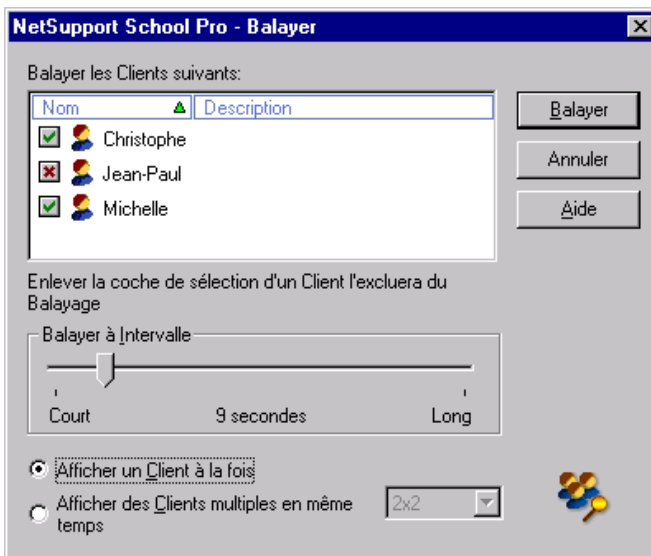 NetSupport School Pro - Balayer
Balayer les Clients suivants:
Nom Description
Christophe
Jean-Paul
Michelle
Balayer
Annuler
Aide
Enlever la coche de sélection d'un Client l'excluera du
Balayage
Balayer à Intervalle
Court 9 secondes Long
Afficher un Client à la fois
Afficher des Clients multiples en même
temps
2x2